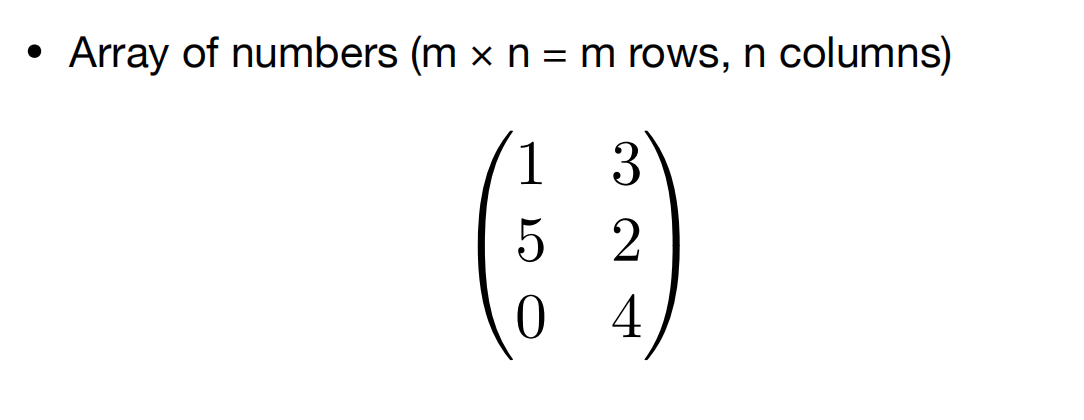 • Array of numbers (m × n = m rows, n columns)
1 3
5 2
0 4